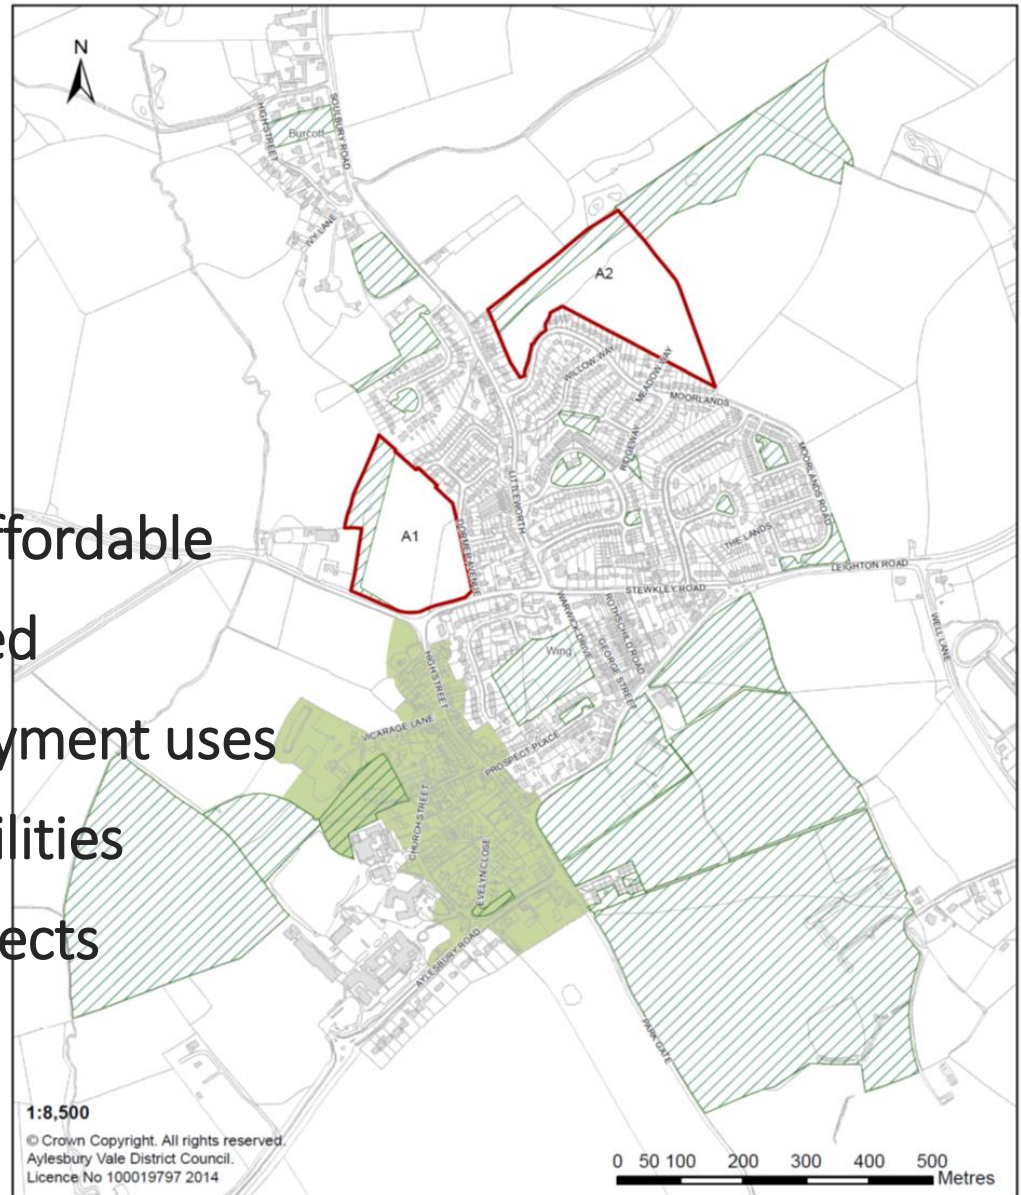 N
HIGH STREET
SOULBURY ROAD
Burcott
IVY LANE
A2
WILLOW WAY
MEADOW WAY
MOORLANDS
RIDGEWAY
MOORLANDS ROAD
LITTLEWORTH
ffordable
A1
DORMER AVENUE
THE LANDS
LEIGHTON ROAD
STEWKLEY ROAD
WARWICK DRIVE
ROTHSCHILD ROAD
GEORGE STREET
WELL LANE
ed
Wing
HIGH STREET
VICARAGE LANE
yment uses
PROSPECT PLACE
CHURCH STREET
ilities
EVELYN CLOSE
ects
AYLESBURY ROAD
PARK GATE
1:8,500
© Crown Copyright. All rights reserved.
Aylesbury Vale District Council.
Licence No 100019797 2014
0 50 100 200 300 400 500
Metres